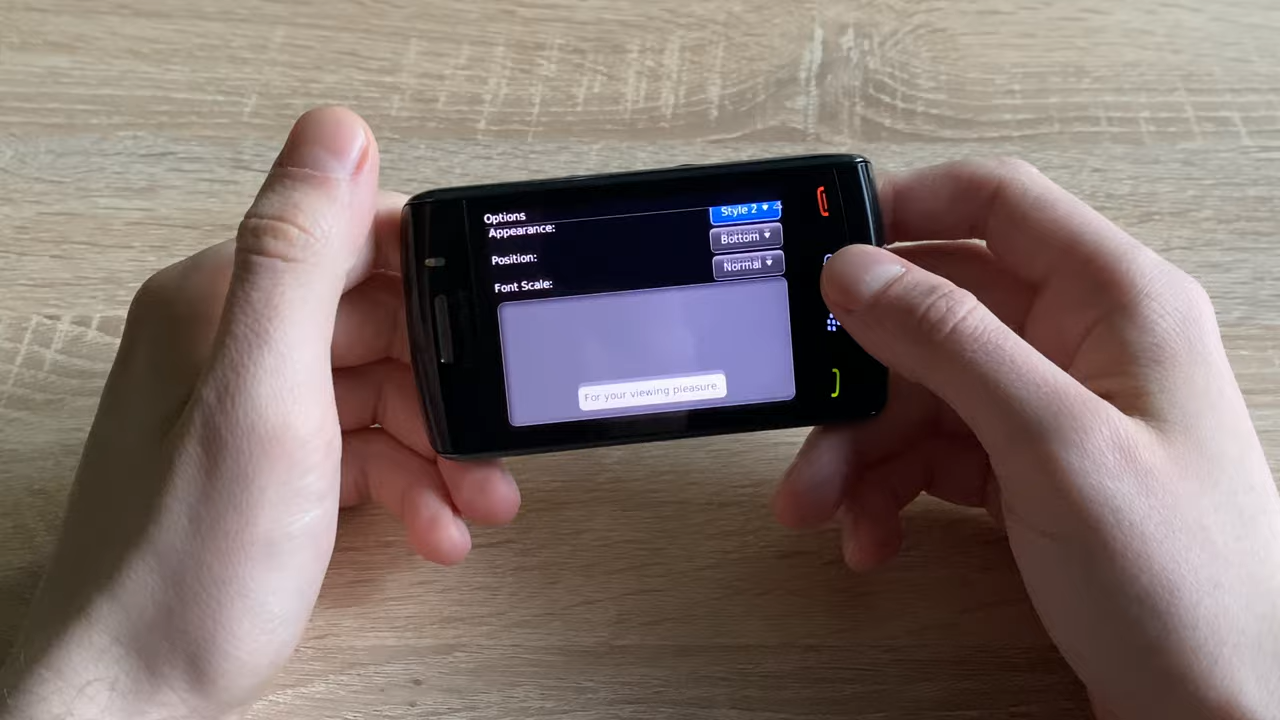 Options
Appearance: Style 2
Position: Bottom
Font Scale: Normal
For your viewing pleasure.